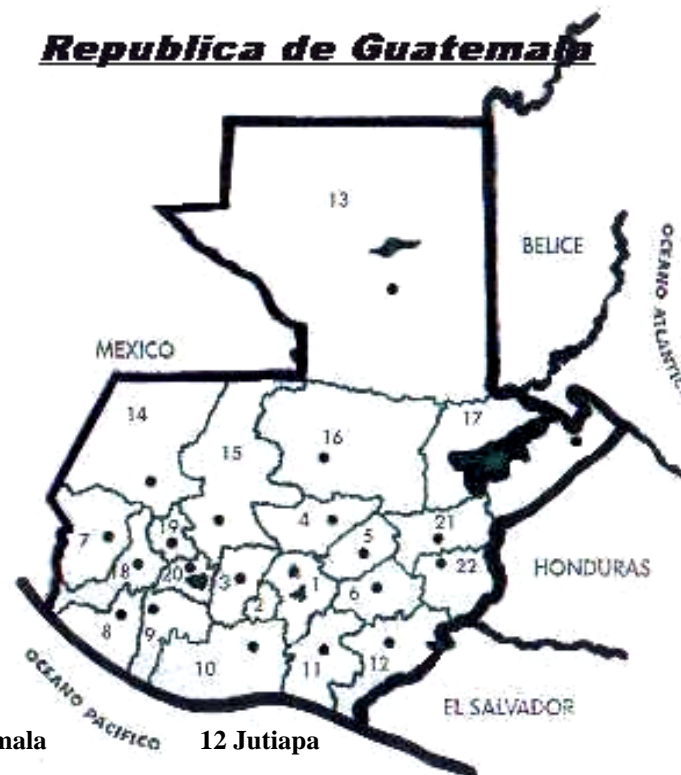 Republica de Guatemala
13
BELICE
OCEANO ATLANTICO
MEXICO
14
17
15
16
19
4
21
7
5
18
20
3
1
22
HONDURAS
2
6
8
9
10
11
12
OCEANO PACIFICO
EL SALVADOR
mala
12 Jutiapa